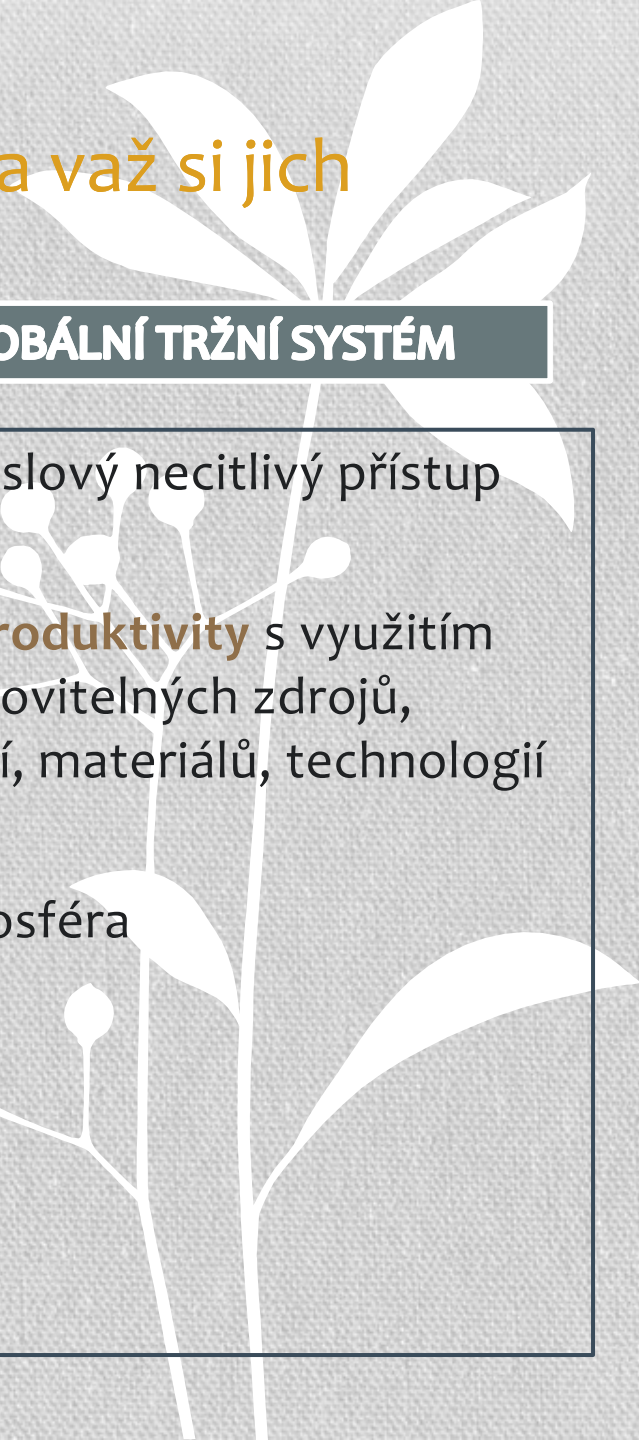 a važ si jich
OBÁLNÍ TRŽNÍ SYSTÉM
slový necitlivý přístup
roduktivity s využitím
ovitelných zdrojů,
í, materiálů, technologií
osféra